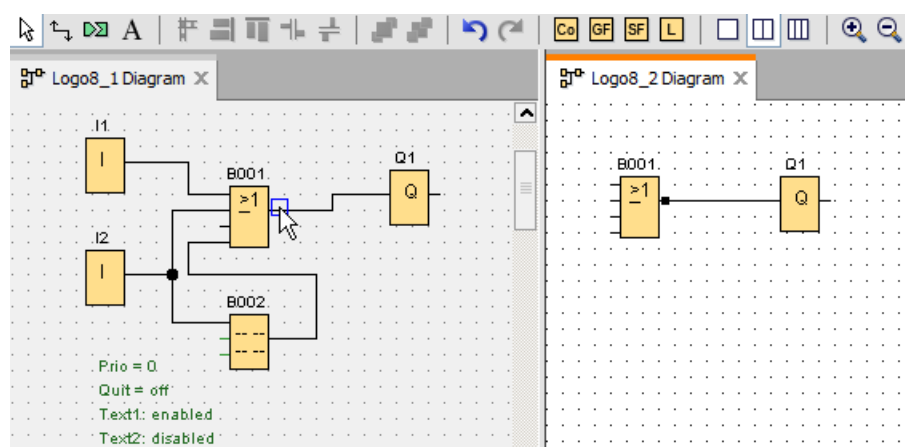 A
Co GF SF L
Logo8_1 Diagram
Logo8_2 Diagram
I1
I
B001
≥1
Q1
Q
I2
I
B002
Prio = 0
Quit = off
Text1: enabled
Text2: disabled
B001
≥1
Q1
Q